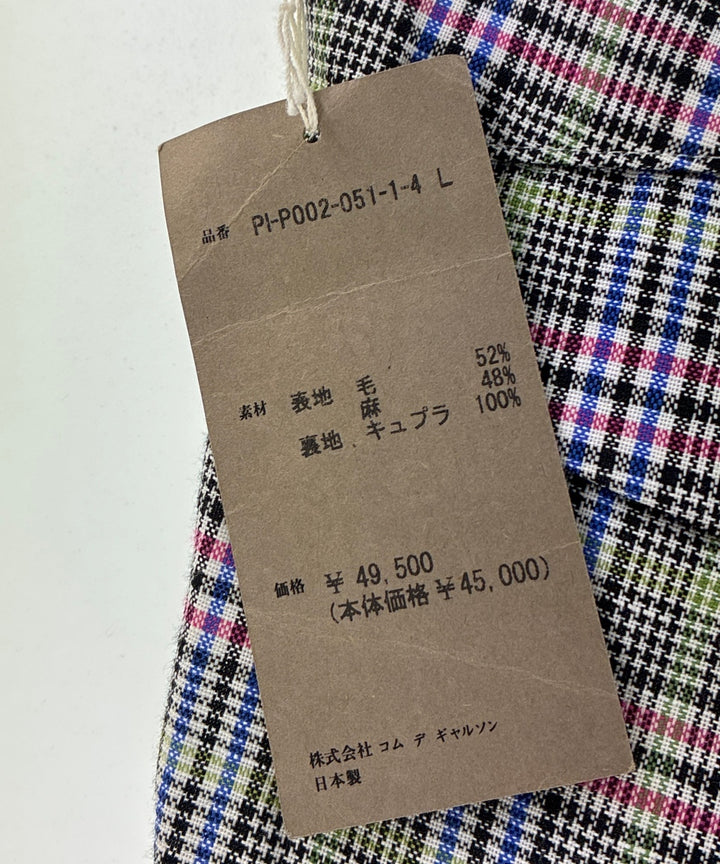 品番 PI-P002-051-1-4 L
素材 表地 毛 52%
麻 48%
裏地 キュプラ 100%
価格 ¥ 49,500
(本体価格 ¥ 45,000)
株式会社 コム デ ギャルソン
日本製